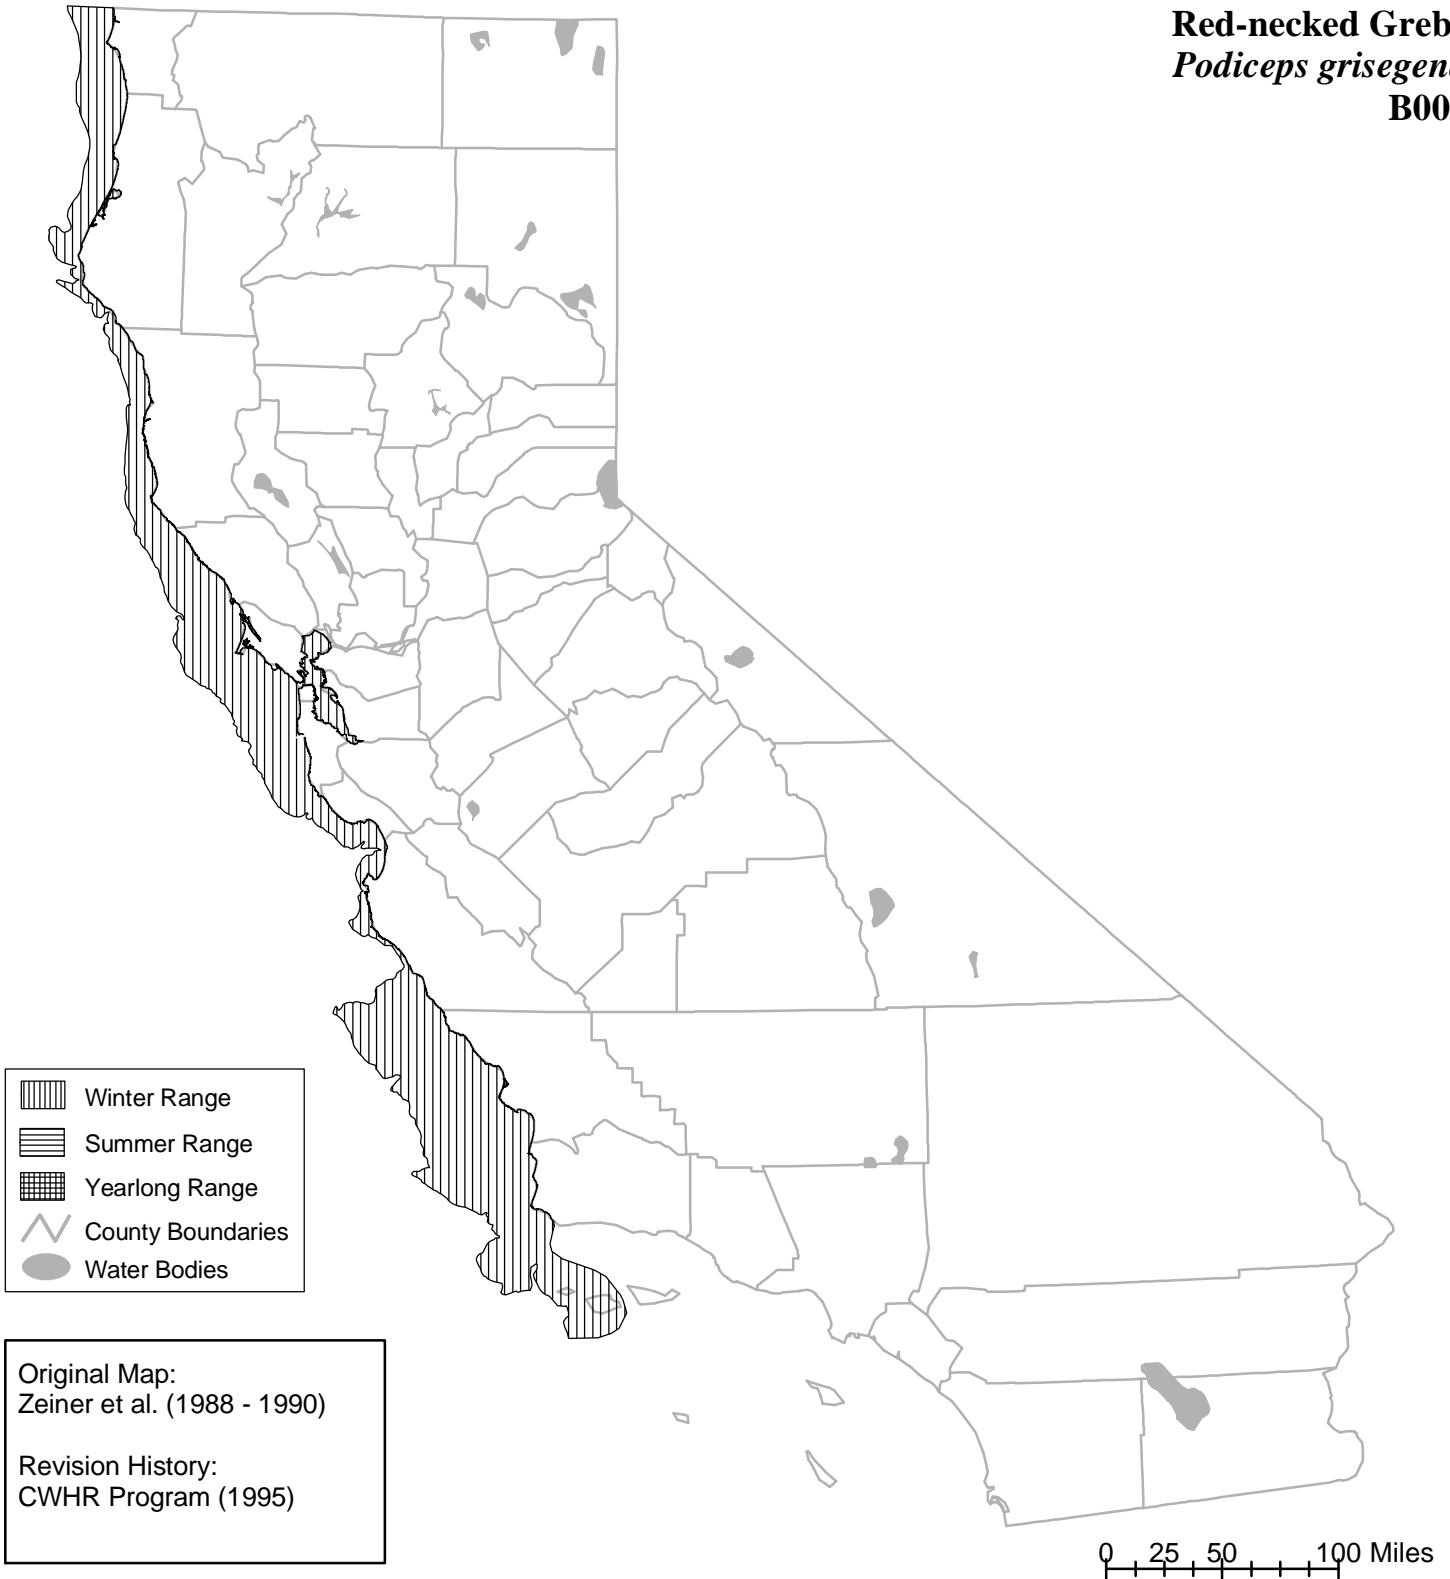 Red-necked Greb
Podiceps grisegen
B00
Winter Range
Summer Range
Yearlong Range
County Boundaries
Water Bodies
Original Map:
Zeiner et al. (1988 - 1990)
Revision History:
CWHR Program (1995)
0 25 50 100 Miles